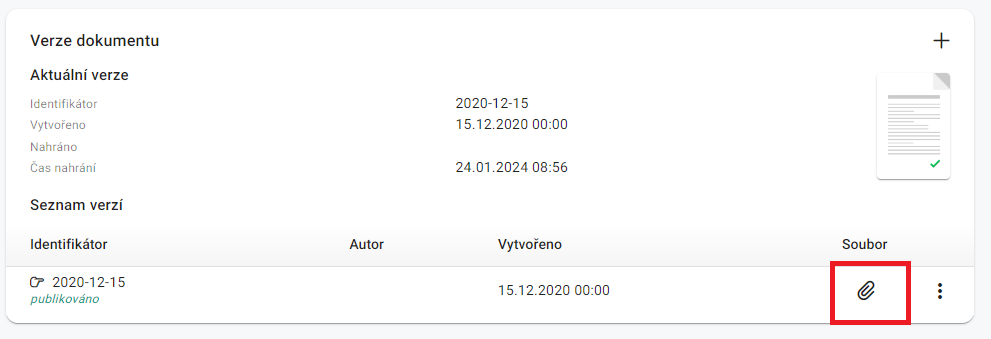 Verze dokumentu
Aktuální verze
Identifikátor 2020-12-15
Vytvořeno 15.12.2020 00:00
Nahráno
Čas nahrání 24.01.2024 08:56
Seznam verzí
Identifikátor Autor Vytvořeno Soubor
2020-12-15
publikováno
15.12.2020 00:00